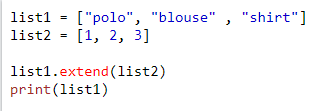 list1 = ["polo", "blouse" , "shirt"]
list2 = [1, 2, 3]
list1.extend(list2)
print(list1)